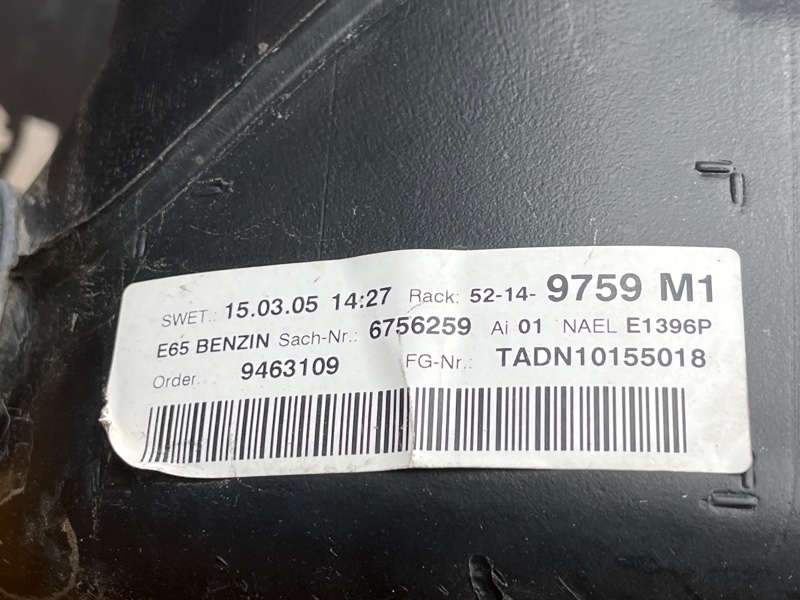 SWET.: 15.03.05 14:27 Rack: 52-14- 9759 M1
E65 BENZIN Sach-Nr.: 6756259 Ai 01 NAEL E1396P
Order. 9463109 FG-Nr.: TADN10155018